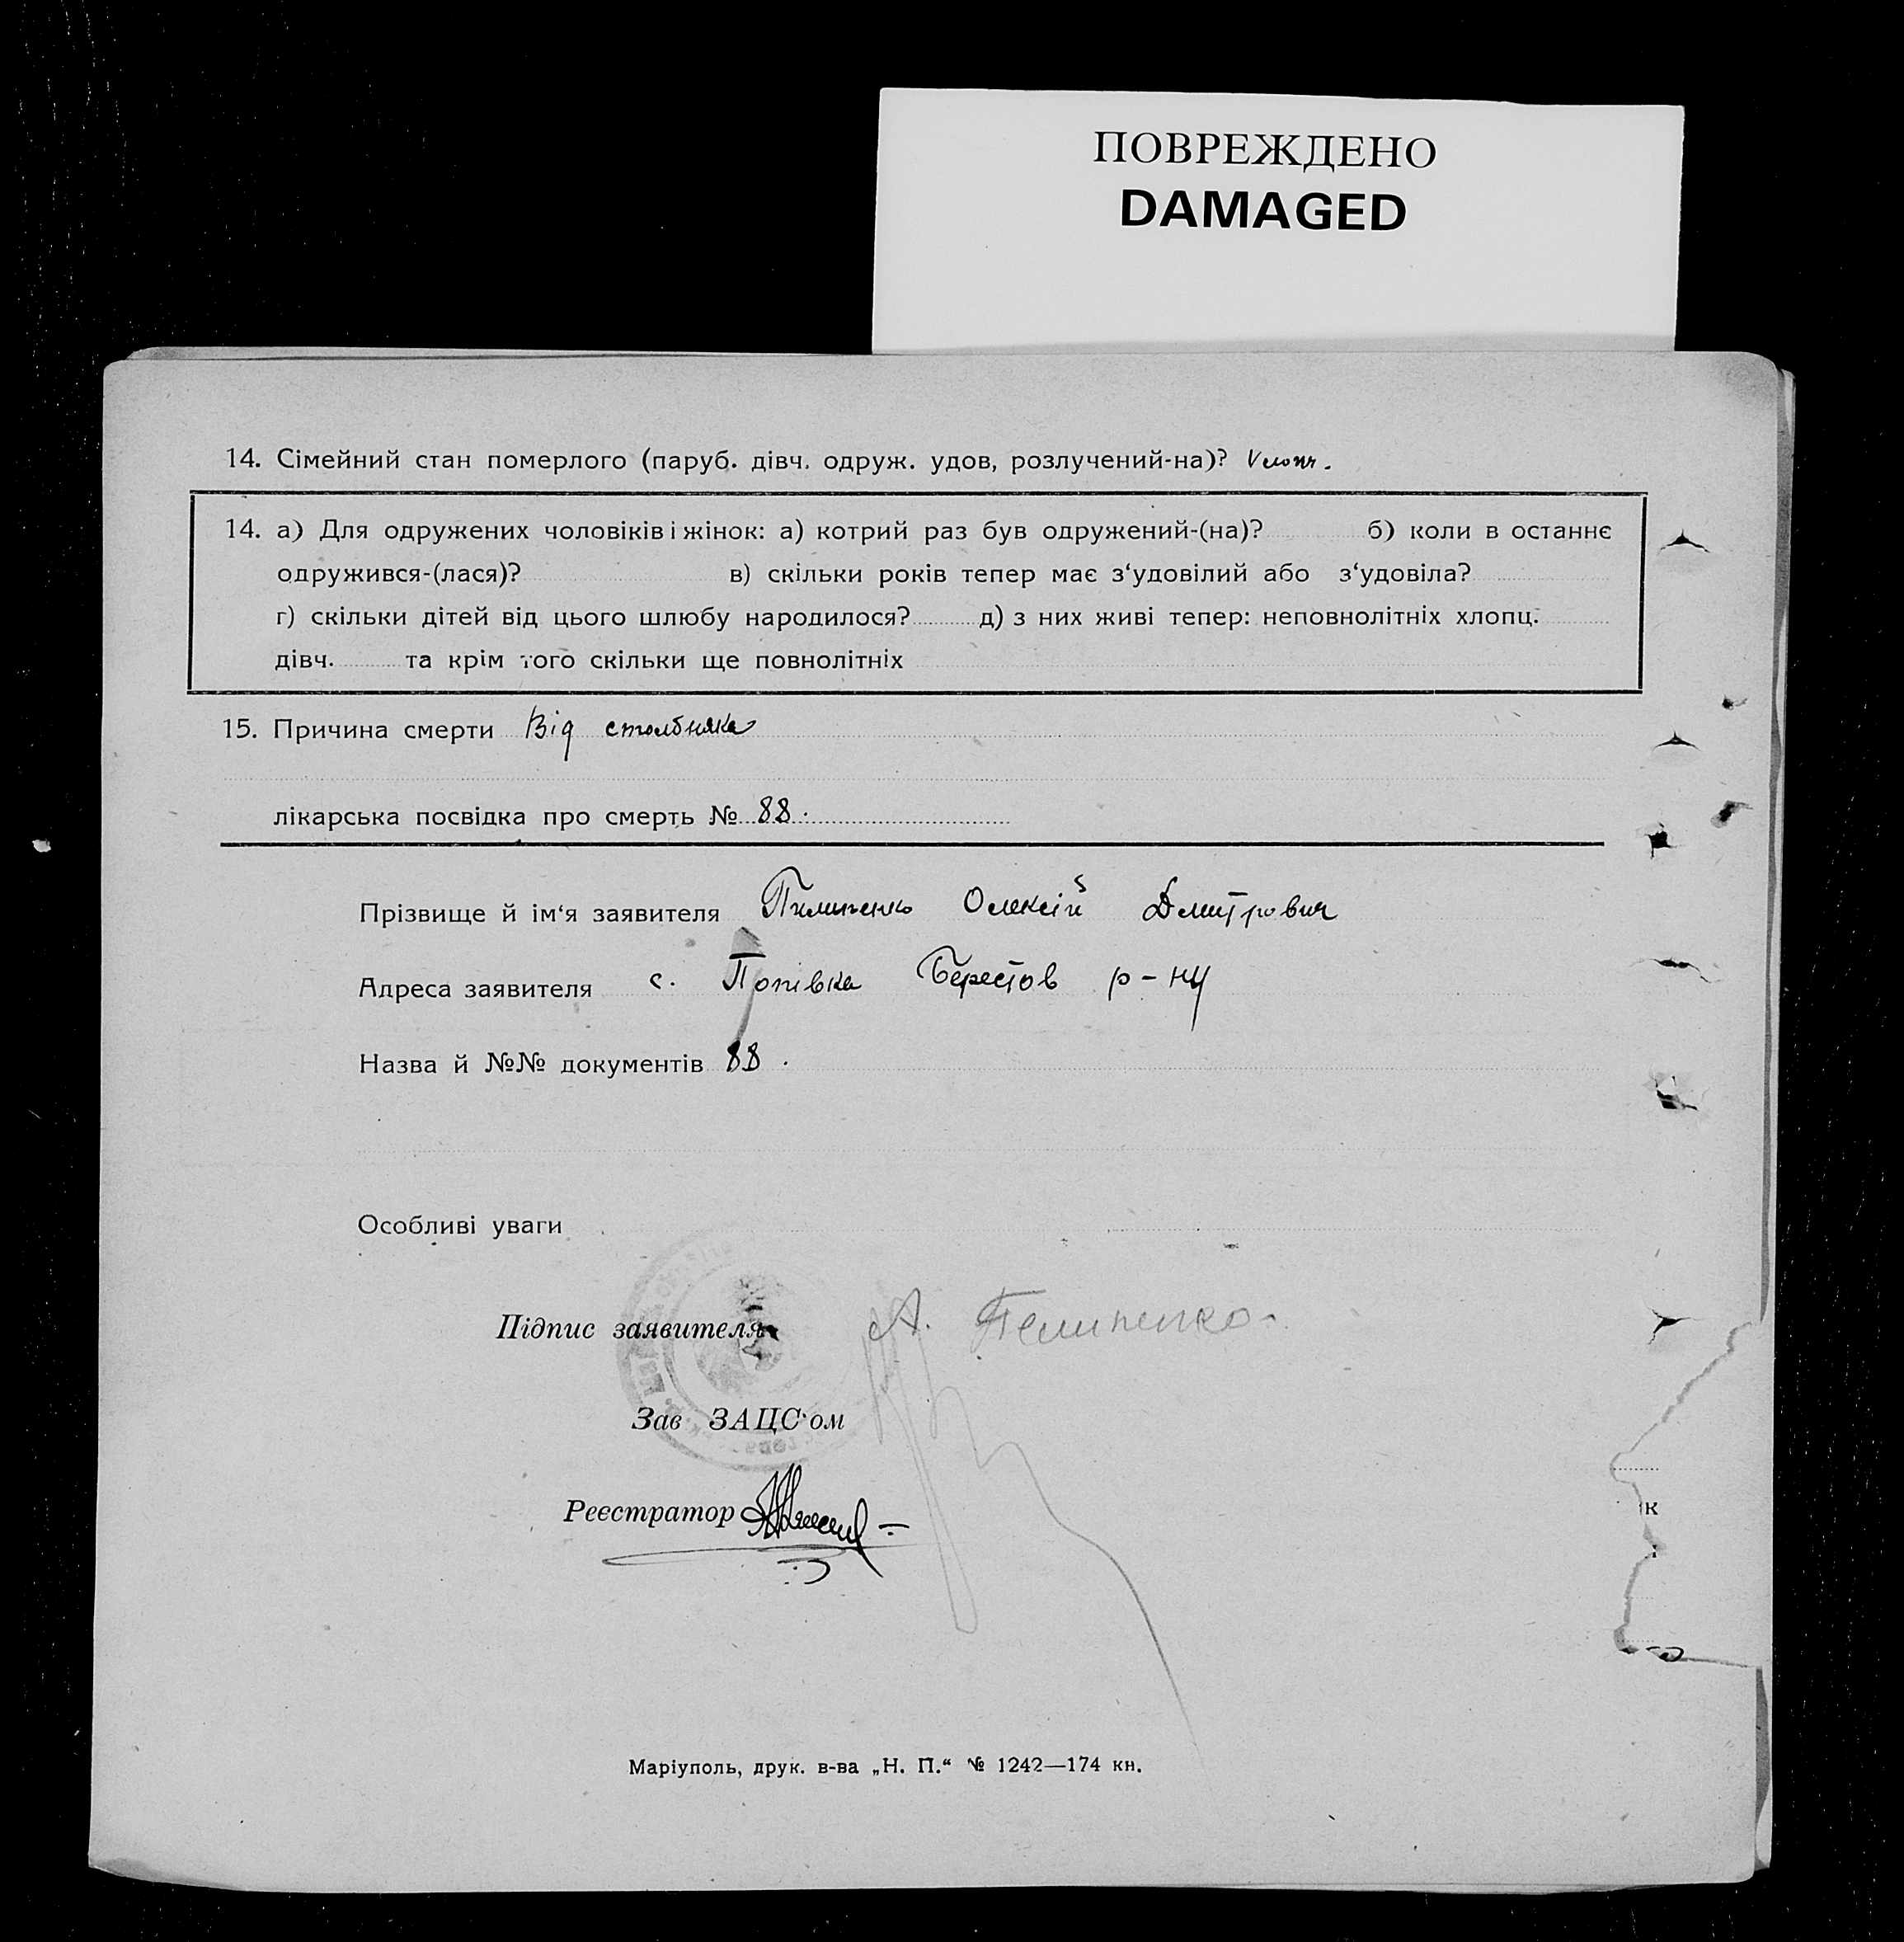 ПОВРЕЖДЕНО
DAMAGED
14. Сімейний стан померлого (паруб. дівч. одруж. удов, розлучений-на)?
14. а) Для одружених чоловіків і жінок: а) котрий раз був одружений-(на)? б) коли в останнє
одружився-(лася)? в) скільки років тепер має з‘удовілий або з‘удовіла?
г) скільки дітей від цього шлюбу народилося? д) з них живі тепер: неповнолітніх хлопц.
дівч. та крім того скільки ще повнолітніх
15. Причина смерти Від столбняка
лікарська посвідка про смерть № 88.
Прізвище й ім‘я заявителя Пилипенко Олексій Дмитрович
Адреса заявителя с. Попівка Берестов р-ну
Назва й №№ документів 88.
Особливі уваги
Підпис заявителя А. Пелипенко
Зав ЗАЦС‘ом
Реєстратор
к
Маріуполь, друк. в-ва „Н. П.“ № 1242—174 кн.